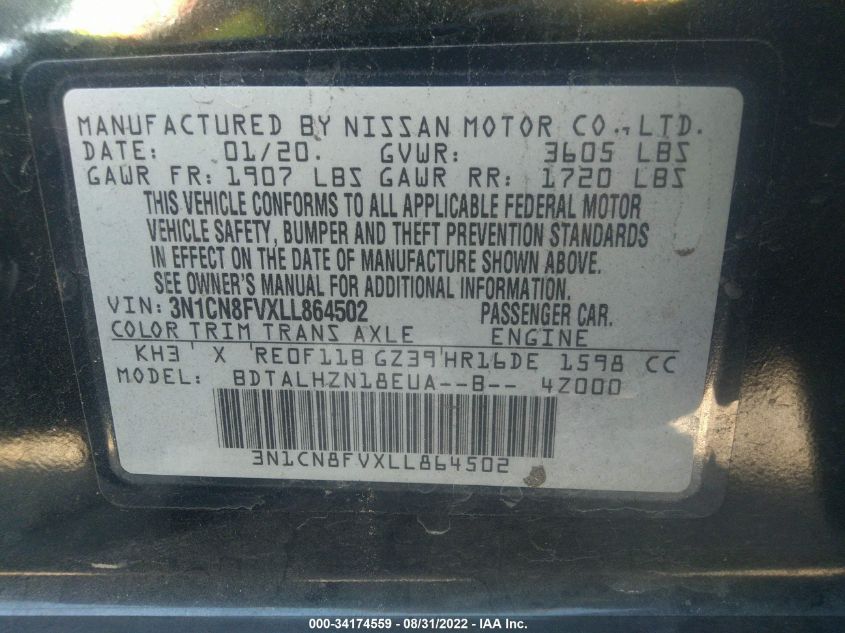 MANUFACTURED BY NISSAN MOTOR CO., LTD.
DATE: 01/20. GVWR: 3605 LBS
GAWR FR: 1907 LBS GAWR RR: 1720 LBS
THIS VEHICLE CONFORMS TO ALL APPLICABLE FEDERAL MOTOR
VEHICLE SAFETY, BUMPER AND THEFT PREVENTION STANDARDS
IN EFFECT ON THE DATE OF MANUFACTURE SHOWN ABOVE.
SEE OWNER'S MANUAL FOR ADDITIONAL INFORMATION.
VIN: 3N1CN8FVXLL864502 PASSENGER CAR.
COLOR TRIM TRANS AXLE ENGINE
KH3 X RE0F11B GZ39 HR16DE 1598 CC
MODEL: BDTALHZN18EUA--B-- 4Z000
3N1CN8FVXLL864502
000-34174559 - 08/31/2022 - IAA Inc.